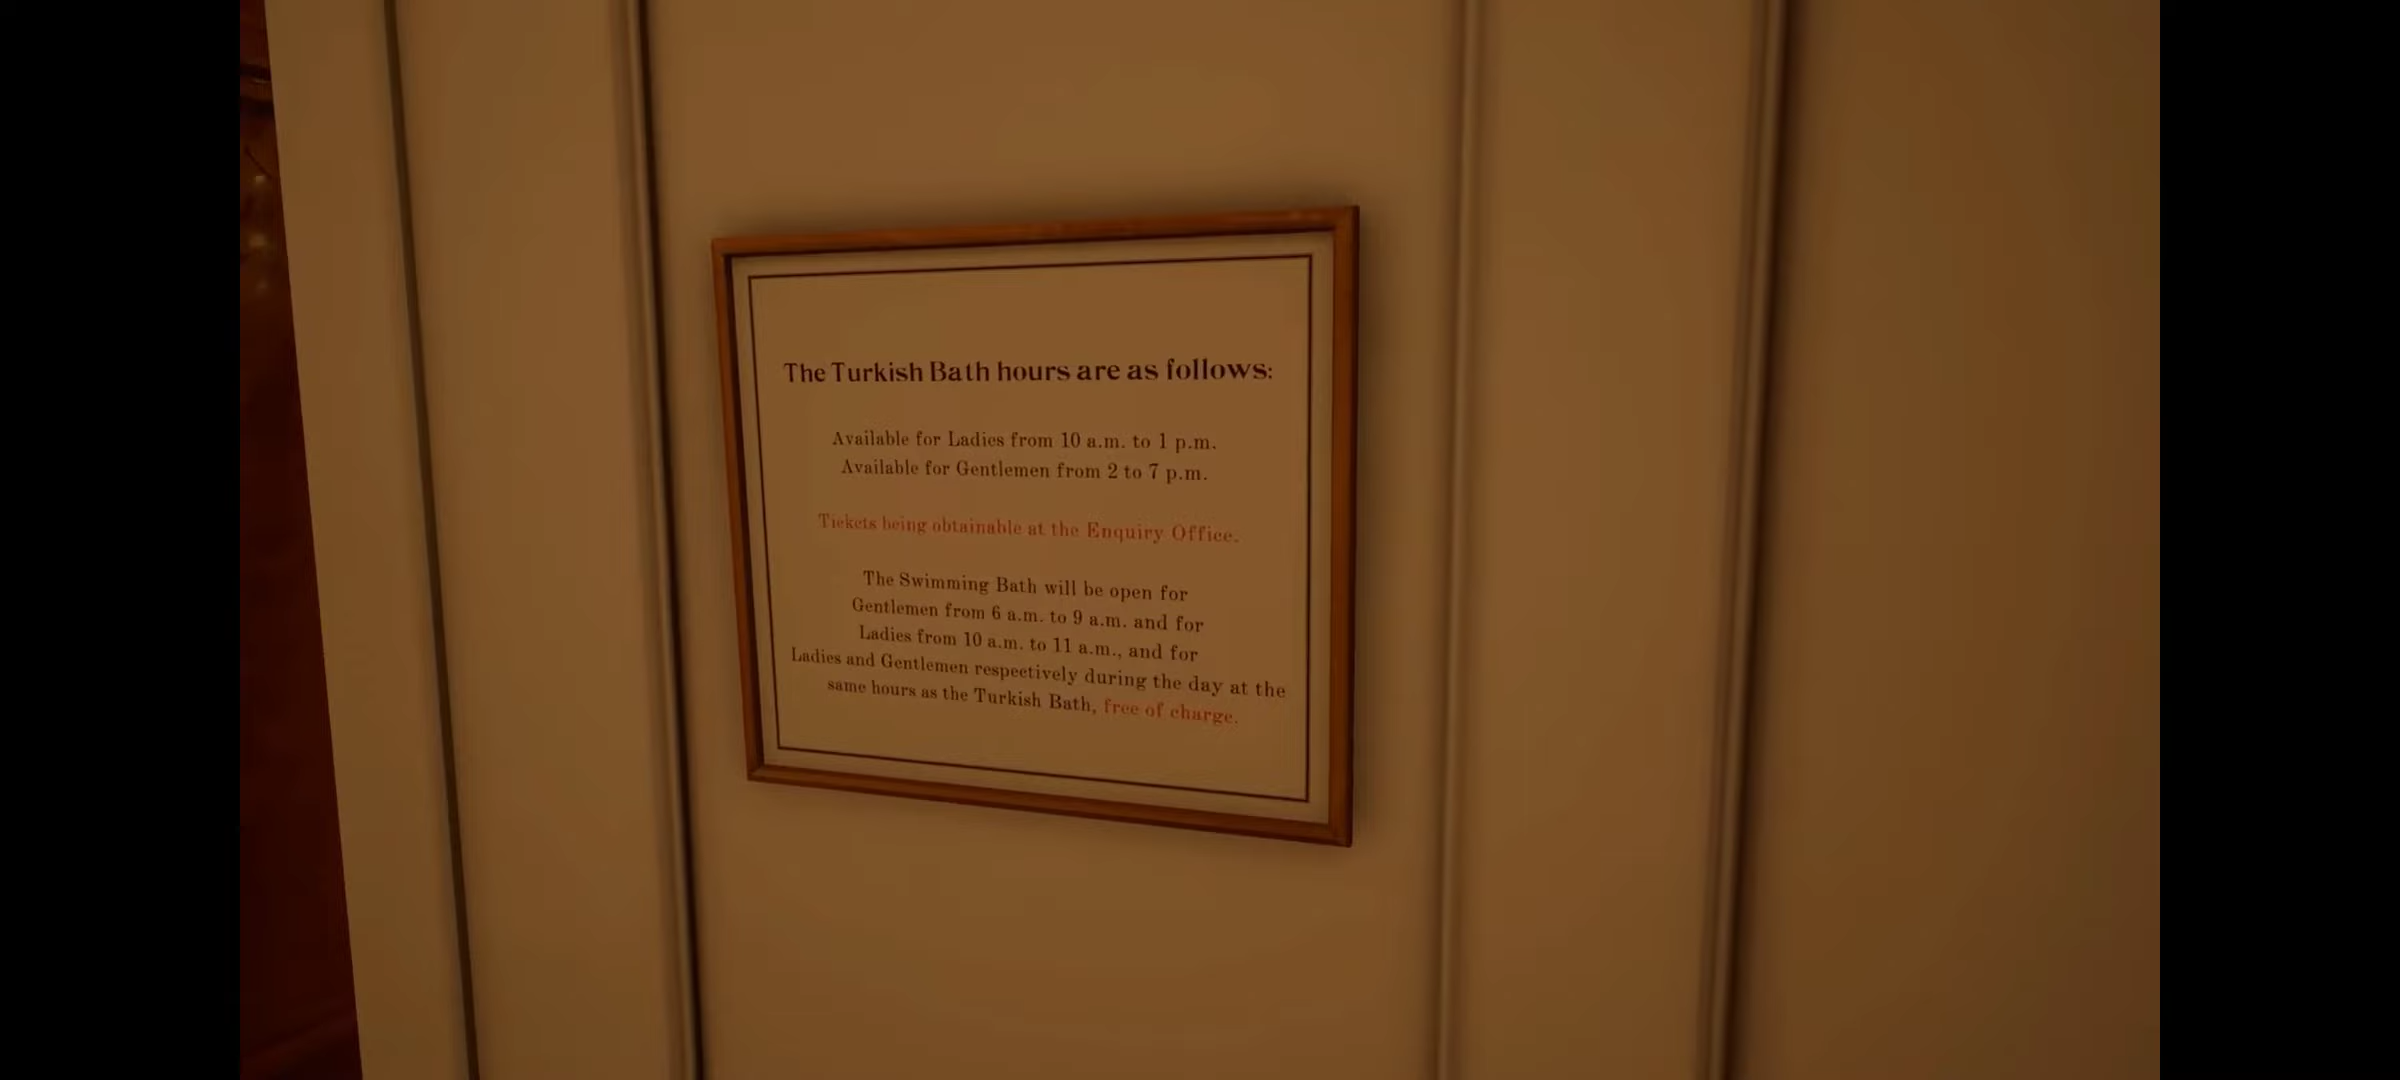 The Turkish Bath hours are as follows:
Available for Ladies from 10 a.m. to 1 p.m.
Available for Gentlemen from 2 to 7 p.m.
Tickets being obtainable at the Enquiry Office.
The Swimming Bath will be open for
Gentlemen from 6 a.m. to 9 a.m. and for
Ladies from 10 a.m. to 11 a.m., and for
Ladies and Gentlemen respectively during the day at the
same hours as the Turkish Bath, free of charge.